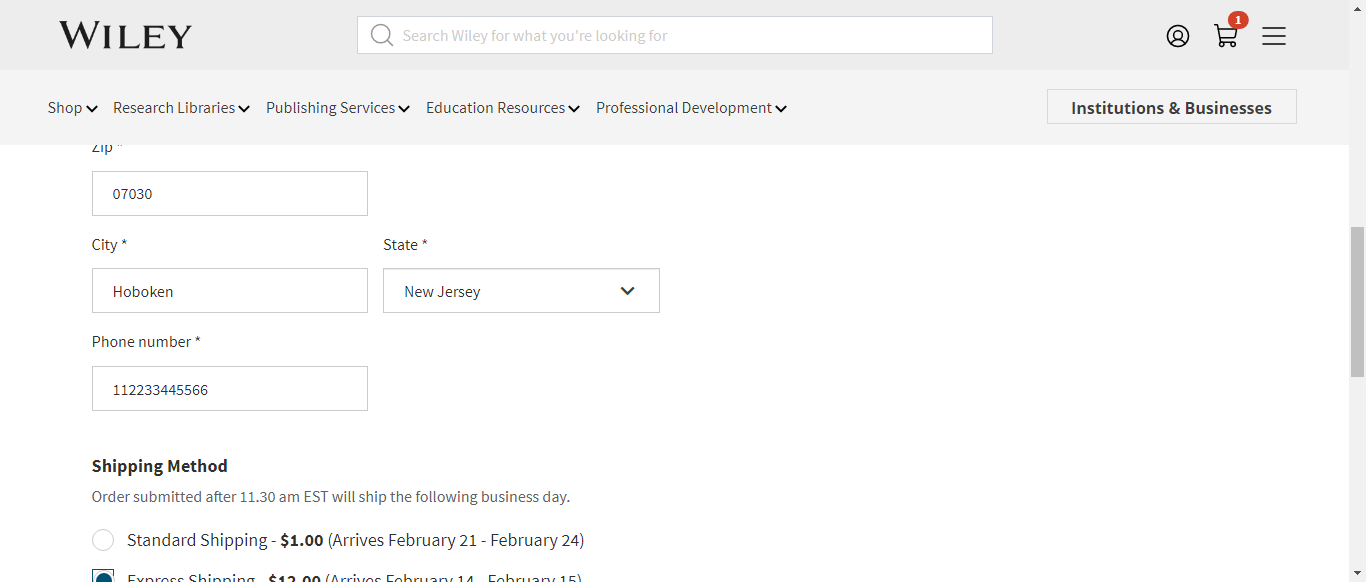 WILEY
Search Wiley for what you're looking for
1
Shop
Research Libraries
Publishing Services
Education Resources
Professional Development
Institutions & Businesses
Zip *
07030
City *
State *
Hoboken
New Jersey
Phone number *
112233445566
Shipping Method
Order submitted after 11.30 am EST will ship the following business day.
Standard Shipping - $1.00 (Arrives February 21 - February 24)
Express Shipping - $12.00 (Arrives February 14 - February 15)